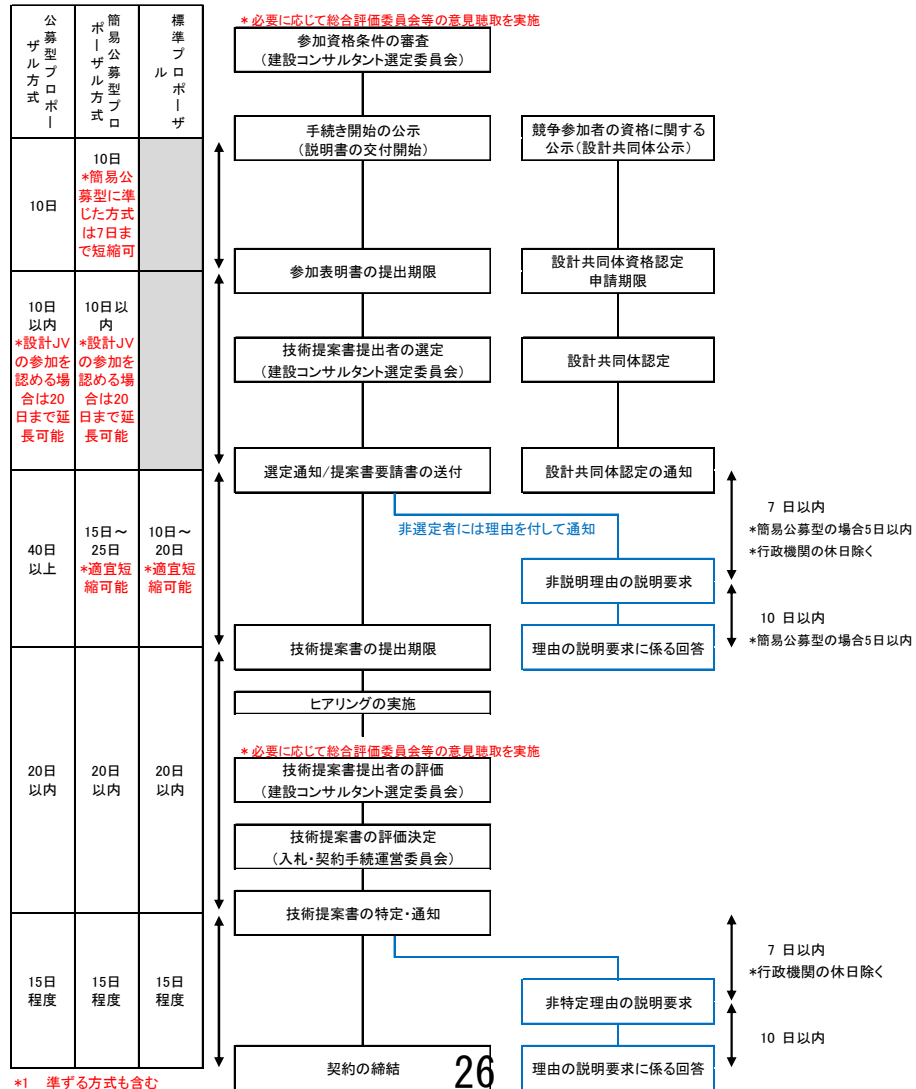 公募型プロポー
ザル方式
簡易公募型プロ
ポーザル方式
標準プロポーザ
ル
10日
10日
*簡易公
募型に準
じた方式
は7日ま
で短縮可
10日
以内
*設計JV
の参加を
認める場
合は20
日まで延
長可能
10日以
内
*設計JV
の参加を
認める場
合は20
日まで延
長可能
40日
以上
15日～
25日
*適宜短
縮可能
10日～
20日
*適宜短
縮可能
20日
以内
20日
以内
20日
以内
15日
程度
15日
程度
15日
程度
*1 準ずる方式も含む
* 必要に応じて総合評価委員会等の意見聴取を実施
参加資格条件の審査
(建設コンサルタント選定委員会)
手続き開始の公示
(説明書の交付開始)
競争参加者の資格に関する
公示(設計共同体公示)
参加表明書の提出期限
設計共同体資格認定
申請期限
技術提案書提出者の選定
(建設コンサルタント選定委員会)
設計共同体認定
選定通知/提案書要請書の送付
設計共同体認定の通知
非選定者には理由を付して通知
7 日以内
*簡易公募型の場合5日以内
*行政機関の休日除く
非説明理由の説明要求
10 日以内
*簡易公募型の場合5日以内
技術提案書の提出期限
理由の説明要求に係る回答
ヒアリングの実施
* 必要に応じて総合評価委員会等の意見聴取を実施
技術提案書提出者の評価
(建設コンサルタント選定委員会)
技術提案書の評価決定
(入札・契約手続運営委員会)
技術提案書の特定・通知
7 日以内
*行政機関の休日除く
非特定理由の説明要求
10 日以内
契約の締結
26
理由の説明要求に係る回答